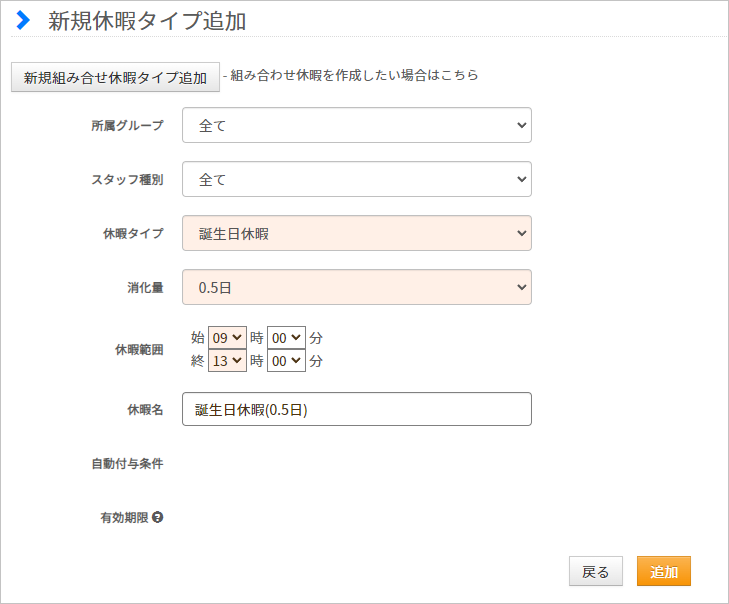 新規休暇タイプ追加
新規組み合せ休暇タイプ追加 - 組み合わせ休暇を作成したい場合はこちら
所属グループ 全て
スタッフ種別 全て
休暇タイプ 誕生日休暇
消化量 0.5日
休暇範囲 始 09 時 00 分
終 13 時 00 分
休暇名 誕生日休暇(0.5日)
自動付与条件
有効期限 ?
戻る 追加